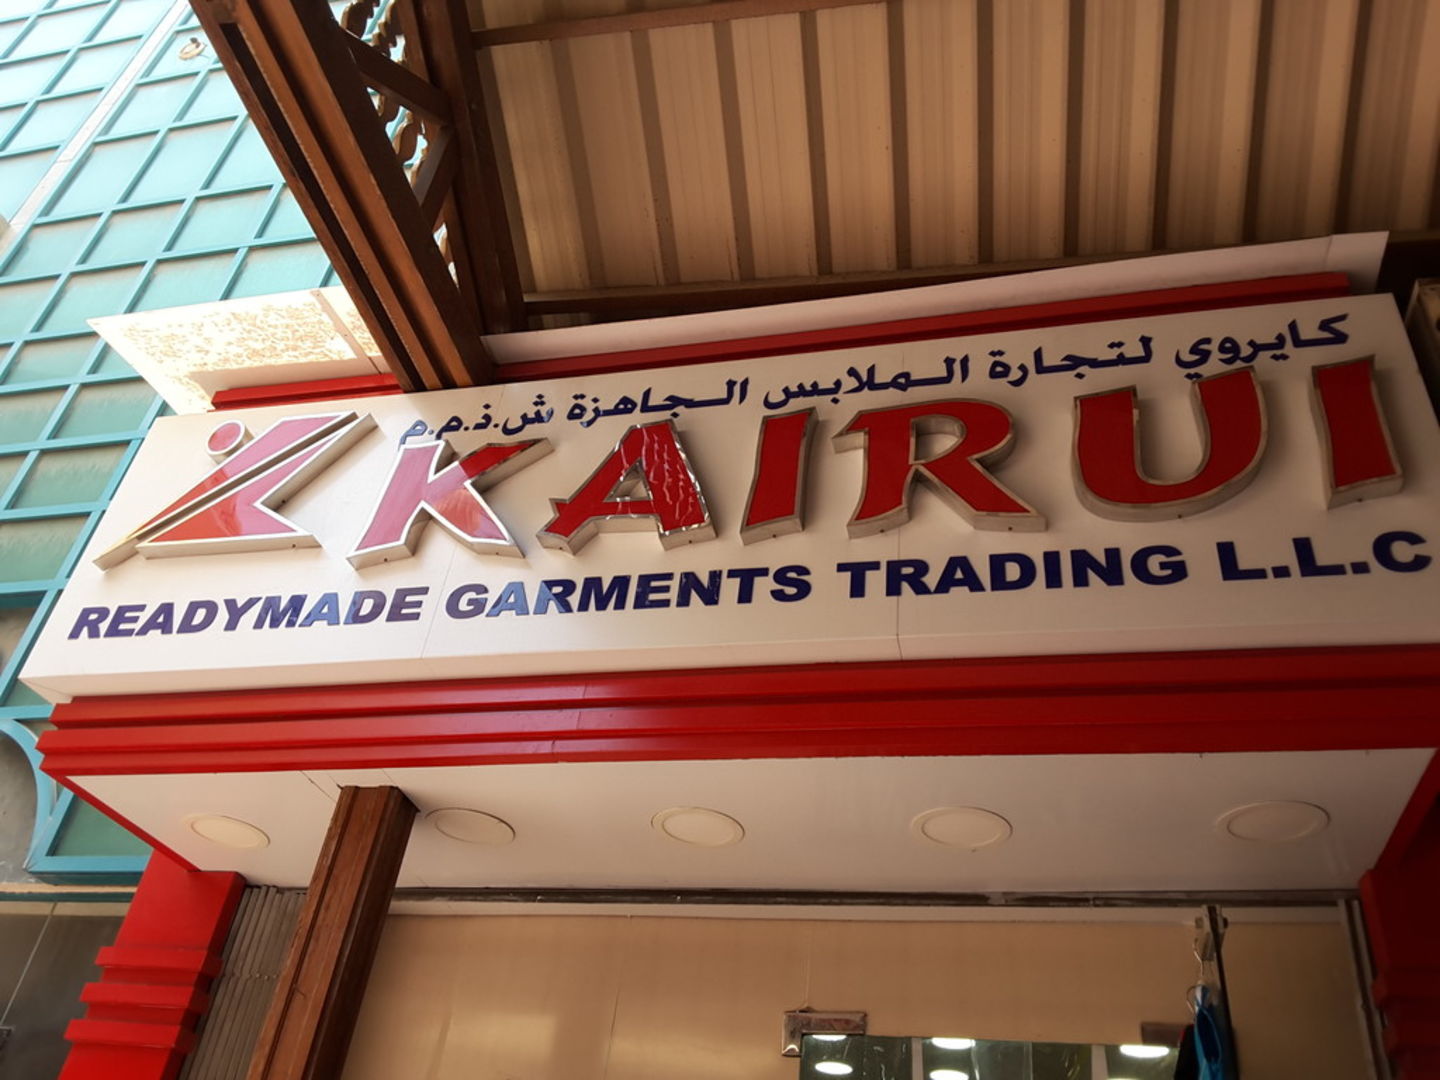 كايروي لتجارة الملابس الجاهزة ش.ذ.م.م
KAIRUI
READYMADE GARMENTS TRADING L.L.C